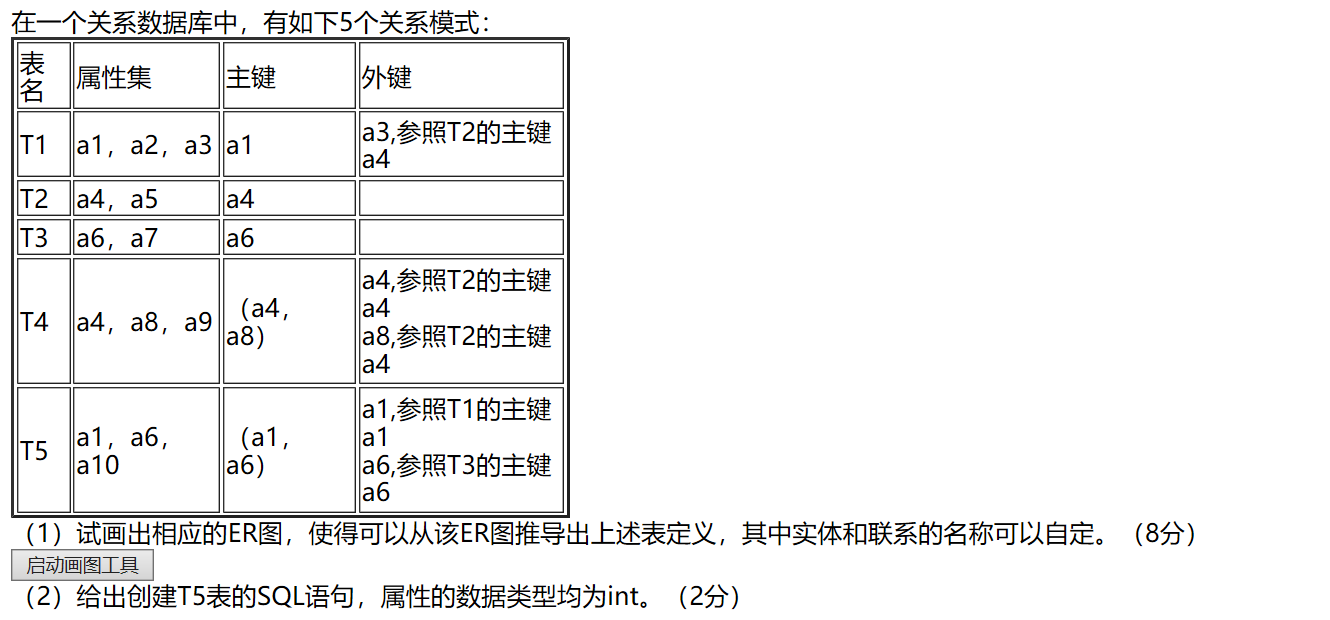 在一个关系数据库中，有如下5个关系模式：
表名 属性集 主键 外键
T1 a1，a2，a3 a1 a3,参照T2的主键a4
T2 a4，a5 a4
T3 a6，a7 a6
T4 a4，a8，a9 （a4，a8） a4,参照T2的主键a4 a8,参照T2的主键a4
T5 a1，a6，a10 （a1，a6） a1,参照T1的主键a1 a6,参照T3的主键a6
（1）试画出相应的ER图，使得可以从该ER图推导出上述表定义，其中实体和联系的名称可以自定。（8分）
启动画图工具
（2）给出创建T5表的SQL语句，属性的数据类型均为int。（2分）